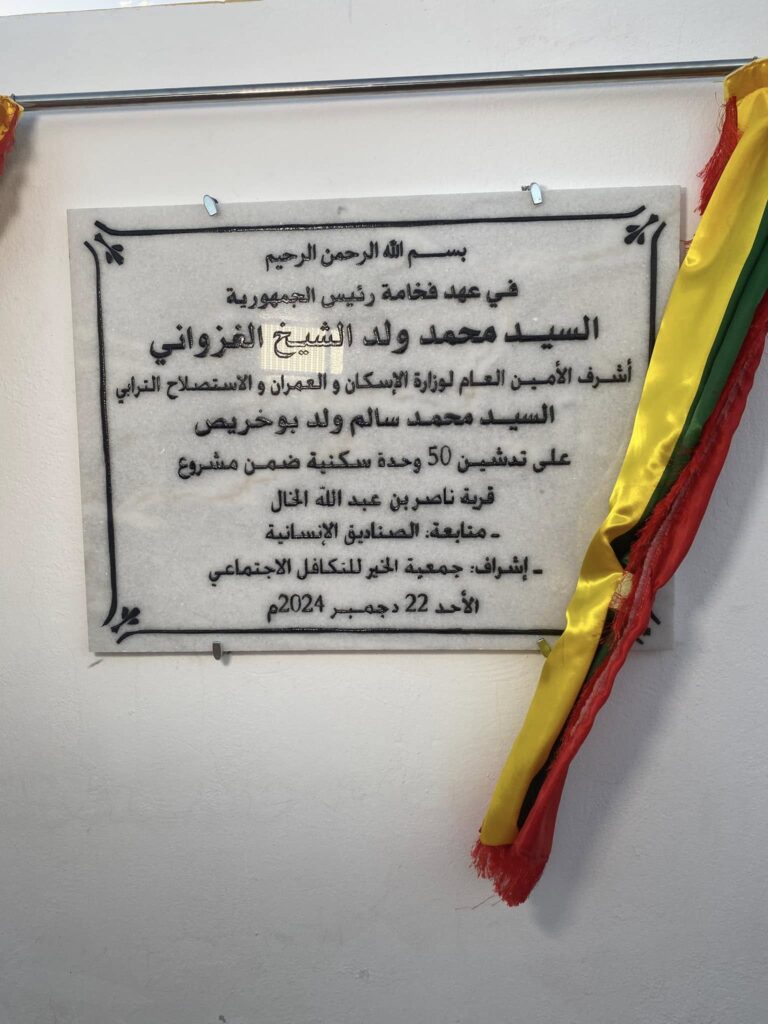 بسم الله الرحمن الرحيم
في عهد فخامة رئيس الجمهورية
السيد محمد ولد الشيخ الغزواني
أشرف الأمين العام لوزارة الإسكان و العمران و الاستصلاح الترابي
السيد محمد سالم ولد بوخريص
على تدشين 50 وحدة سكنية ضمن مشروع
قرية ناصر بن عبد الله الخال
- متابعة: الصناديق الإنسانية
- إشراف: جمعية الخير للتكافل الاجتماعي
الأحد 22 دجمبر 2024م